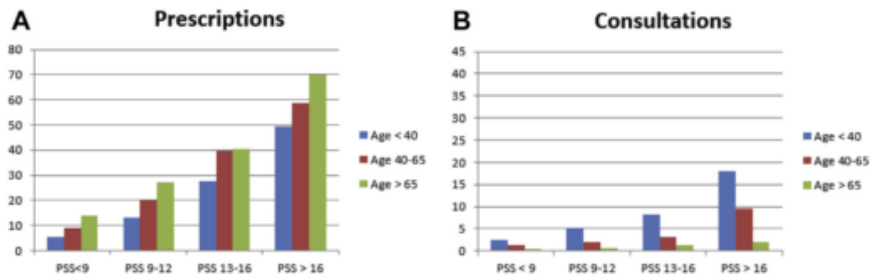 A
Prescriptions
80
70
60
50
40
30
20
10
0
PSS<9
PSS 9-12
PSS 13-16
PSS > 16
Age < 40
Age 40-65
Age > 65
B
Consultations
45
40
35
30
25
20
15
10
5
0
PSS < 9
PSS 9-12
PSS 13-16
PSS > 16
Age < 40
Age 40-65
Age > 65